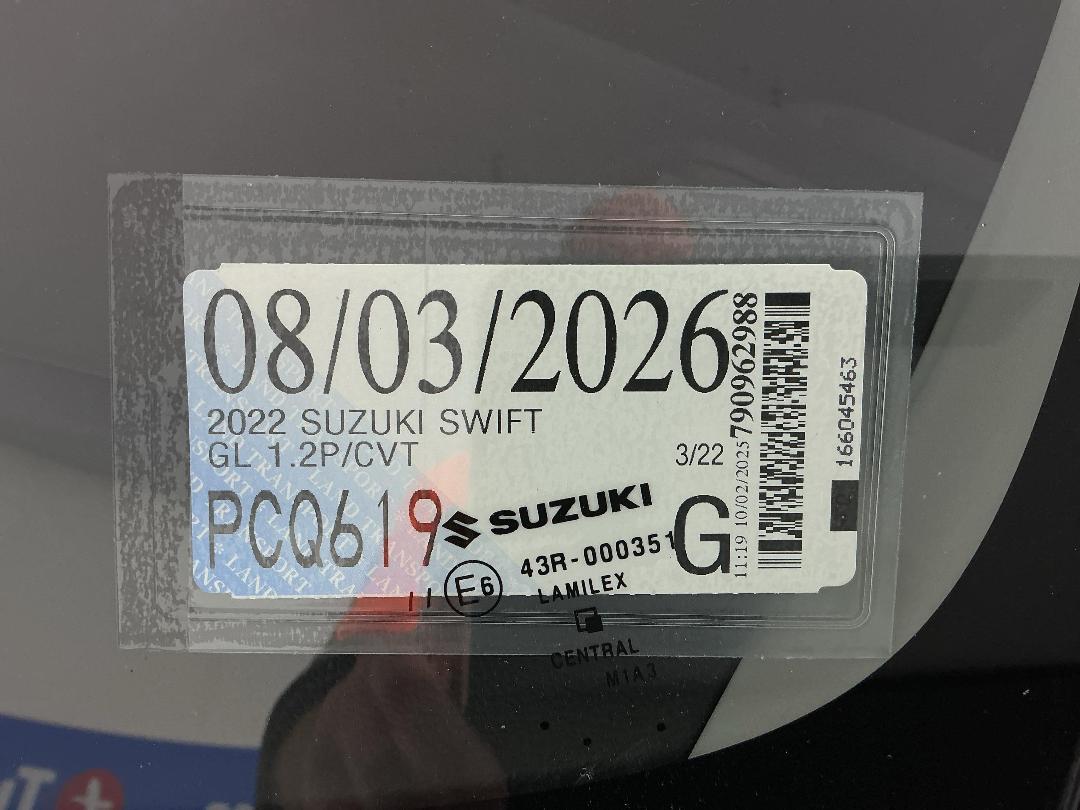 08/03/2026
2022 SUZUKI SWIFT
GL 1.2P/CVT
3/22
PCQ619
G
11:19 10/02/2025 790962988
166045463
SUZUKI
43R-000351
E6
LAMILEX
CENTRAL
M1A3